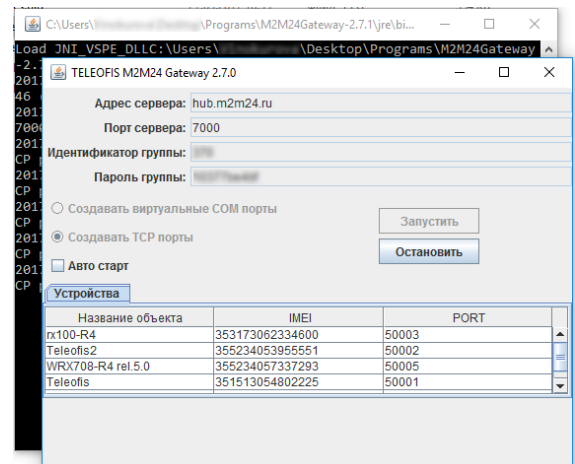 C:\Users\ \Programs\M2M24Gateway-2.7.1\jre\bi...
Load JNI_VSPE_DLLC:\Users\ \Desktop\Programs\M2M24Gateway
-2.
2017
46
2017
7000
2017
CP
2017
CP
2017
CP
2017
CP
2017
CP
TELEOFIS M2M24 Gateway 2.7.0
Адрес сервера: hub.m2m24.ru
Порт сервера: 7000
Идентификатор группы:
Пароль группы:
Создавать виртуальные COM порты
Запустить
Создавать TCP порты
Остановить
Авто старт
Устройства
Название объекта IMEI PORT
rx100-R4 353173062334600 50003
Teleofis2 355234053955551 50002
WRX708-R4 rel.5.0 355234057337293 50005
Teleofis 351513054802225 50001